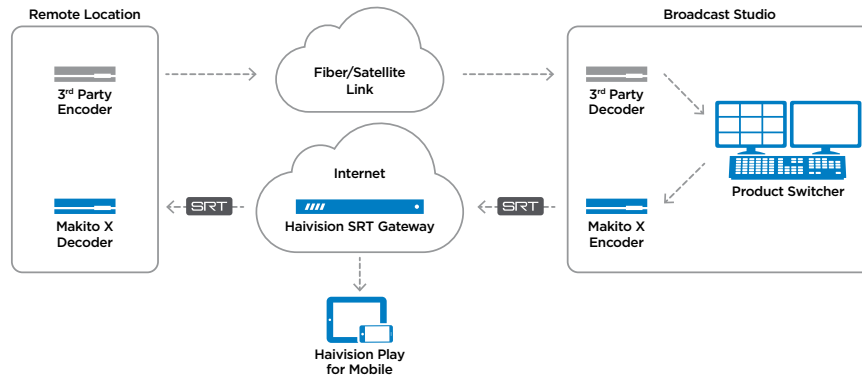 Remote Location
Broadcast Studio
3rd Party
Encoder
Fiber/Satellite
Link
3rd Party
Decoder
Product Switcher
Internet
SRT
Haivision SRT Gateway
SRT
Makito X
Decoder
Makito X
Encoder
Haivision Play
for Mobile